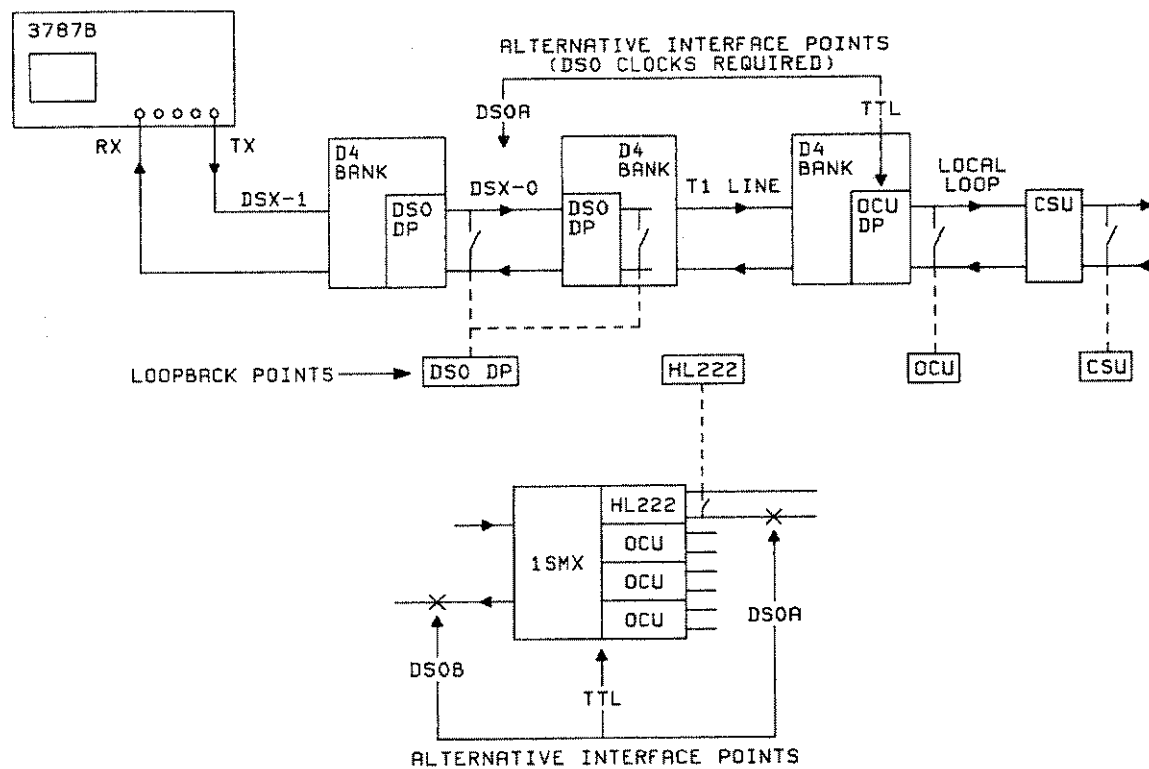 3787B
ALTERNATIVE INTERFACE POINTS
(DSO CLOCKS REQUIRED)
DSOA
TTL
RX
TX
D4
BANK
D4
BANK
D4
BANK
LOCAL
LOOP
DSX-1
DSX-0
T1 LINE
DSO
DP
DSO
DP
OCU
DP
CSU
LOOPBACK POINTS
DSO DP
HL222
OCU
CSU
HL222
1SMX
OCU
OCU
OCU
DSOA
DSOB
TTL
ALTERNATIVE INTERFACE POINTS